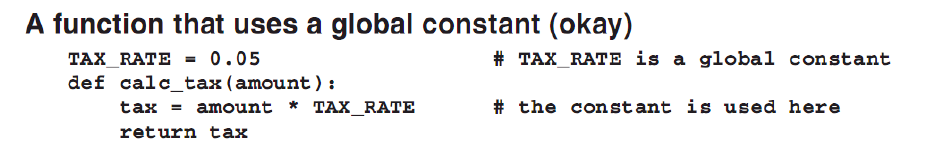 A function that uses a global constant (okay)
TAX_RATE = 0.05 # TAX_RATE is a global constant
def calc_tax(amount):
    tax = amount * TAX_RATE # the constant is used here
    return tax